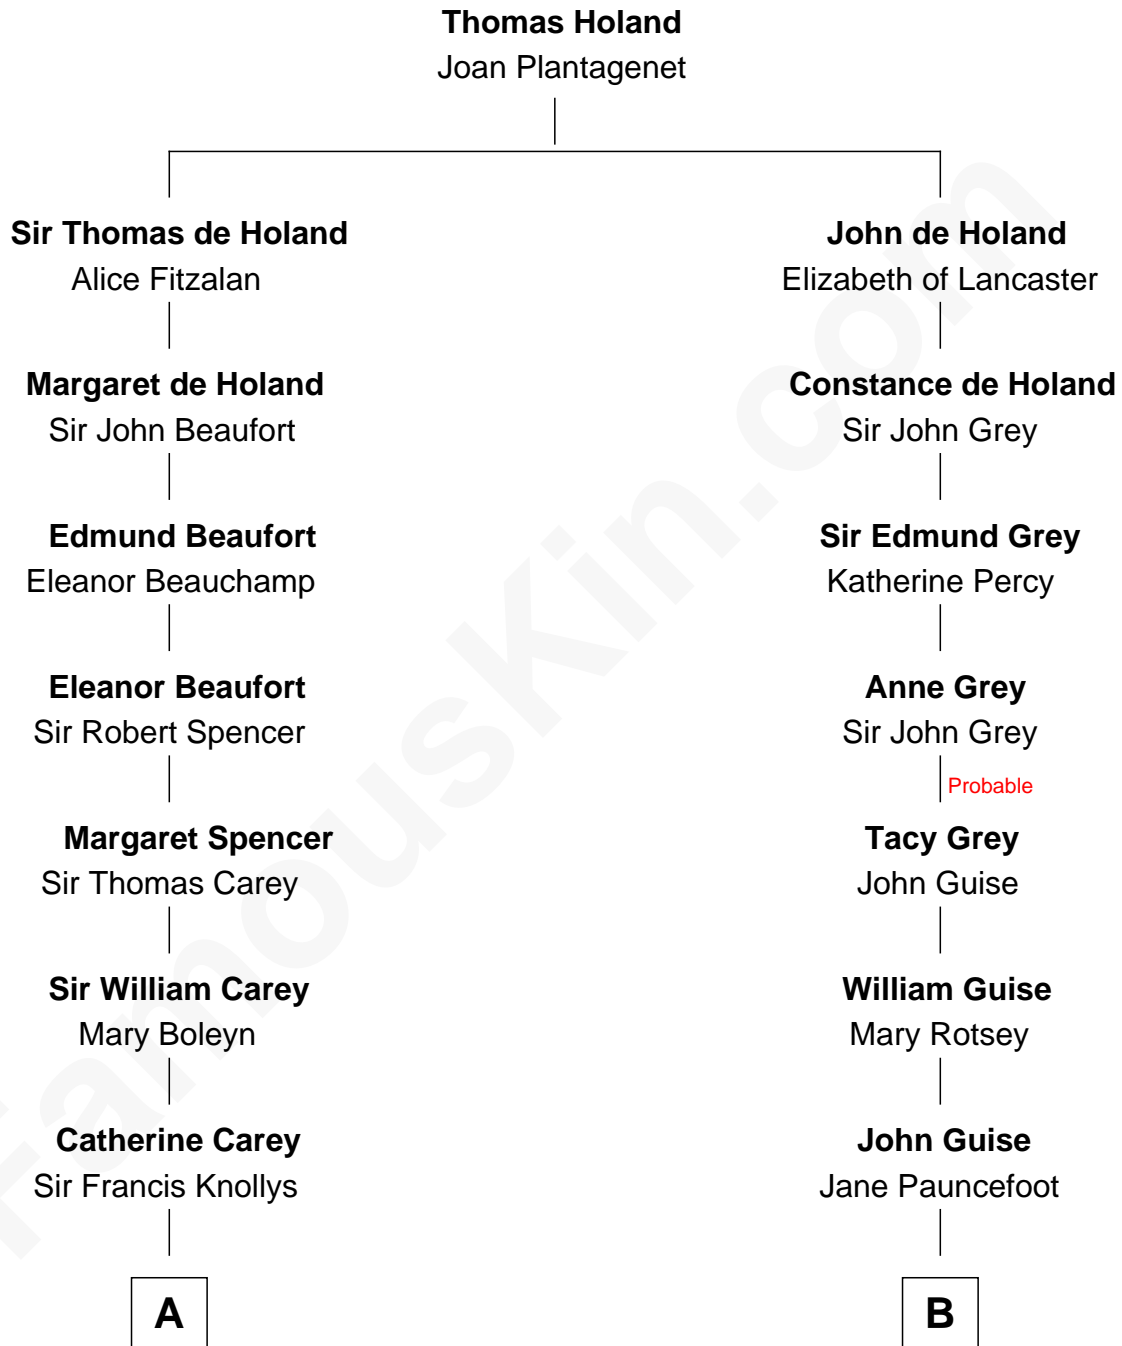 Thomas Holand
Joan Plantagenet
Sir Thomas de Holand
Alice Fitzalan
Margaret de Holand
Sir John Beaufort
Edmund Beaufort
Eleanor Beauchamp
Eleanor Beaufort
Sir Robert Spencer
Margaret Spencer
Sir Thomas Carey
Sir William Carey
Mary Boleyn
Catherine Carey
Sir Francis Knollys
A
John de Holand
Elizabeth of Lancaster
Constance de Holand
Sir John Grey
Sir Edmund Grey
Katherine Percy
Anne Grey
Sir John Grey
Probable
Tacy Grey
John Guise
William Guise
Mary Rotsey
John Guise
Jane Pauncefoot
B
FamousKin.com